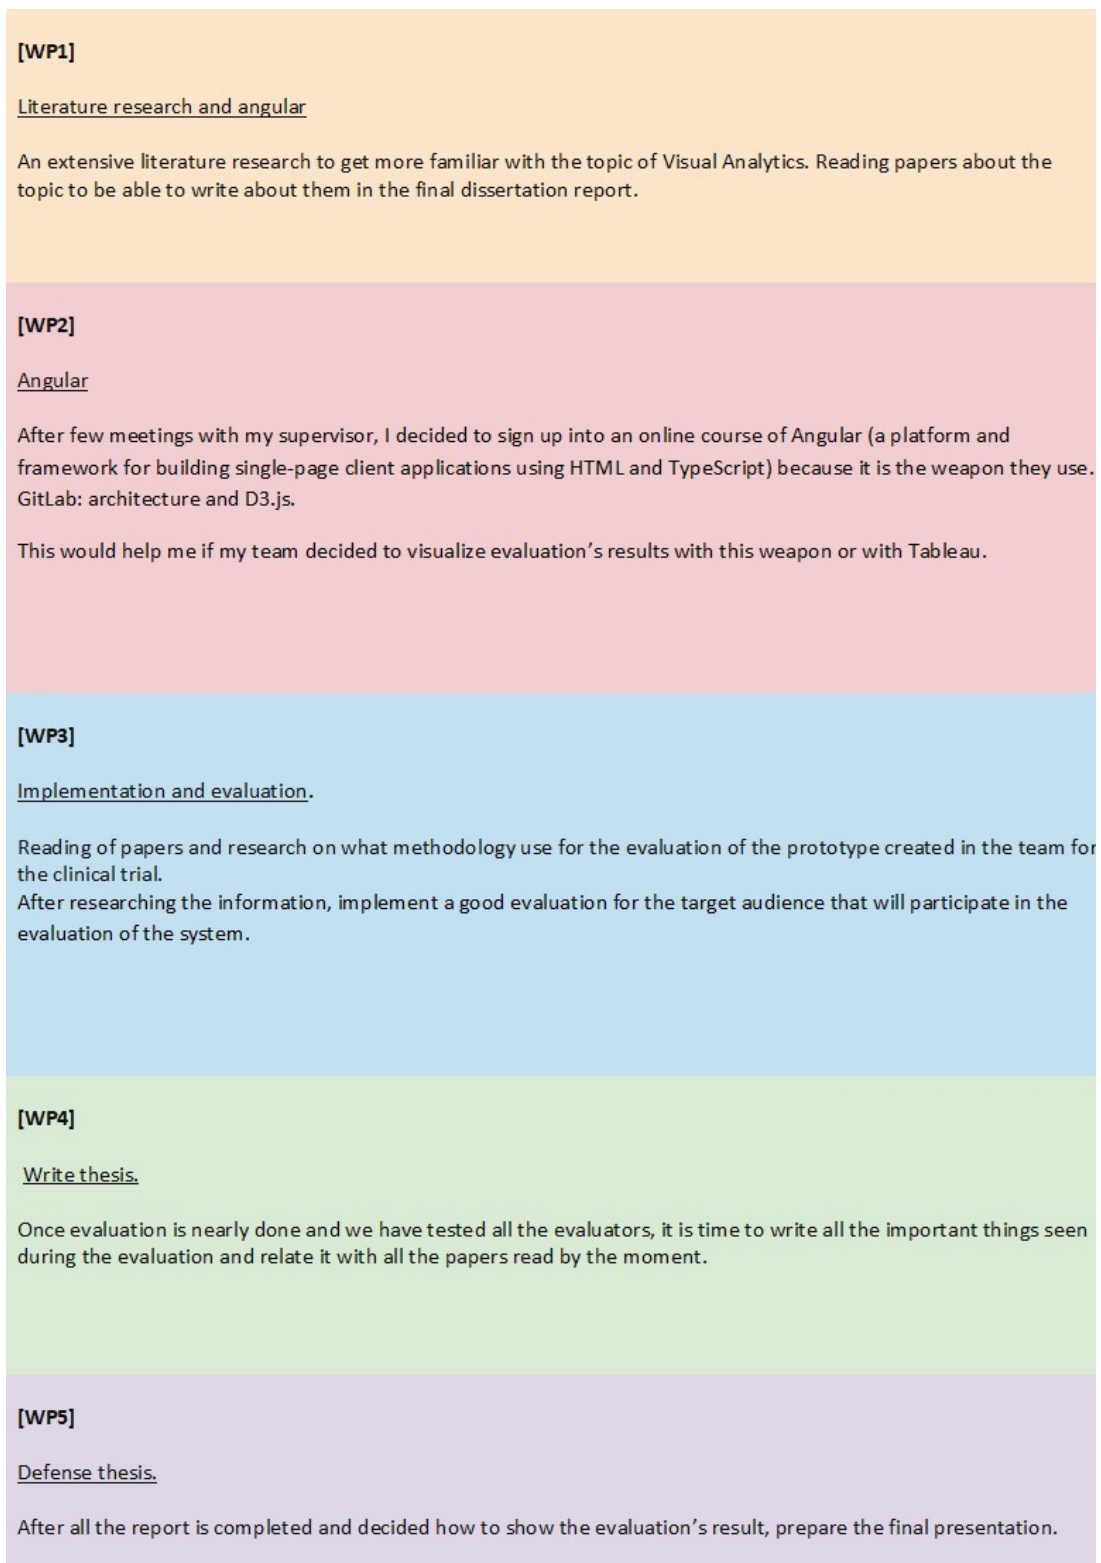 [WP1]
Literature research and angular
An extensive literature research to get more familiar with the topic of Visual Analytics. Reading papers about the
topic to be able to write about them in the final dissertation report.
[WP2]
Angular
After few meetings with my supervisor, I decided to sign up into an online course of Angular (a platform and
framework for building single-page client applications using HTML and TypeScript) because it is the weapon they use.
GitLab: architecture and D3.js.
This would help me if my team decided to visualize evaluation’s results with this weapon or with Tableau.
[WP3]
Implementation and evaluation.
Reading of papers and research on what methodology use for the evaluation of the prototype created in the team for
the clinical trial.
After researching the information, implement a good evaluation for the target audience that will participate in the
evaluation of the system.
[WP4]
Write thesis.
Once evaluation is nearly done and we have tested all the evaluators, it is time to write all the important things seen
during the evaluation and relate it with all the papers read by the moment.
[WP5]
Defense thesis.
After all the report is completed and decided how to show the evaluation’s result, prepare the final presentation.